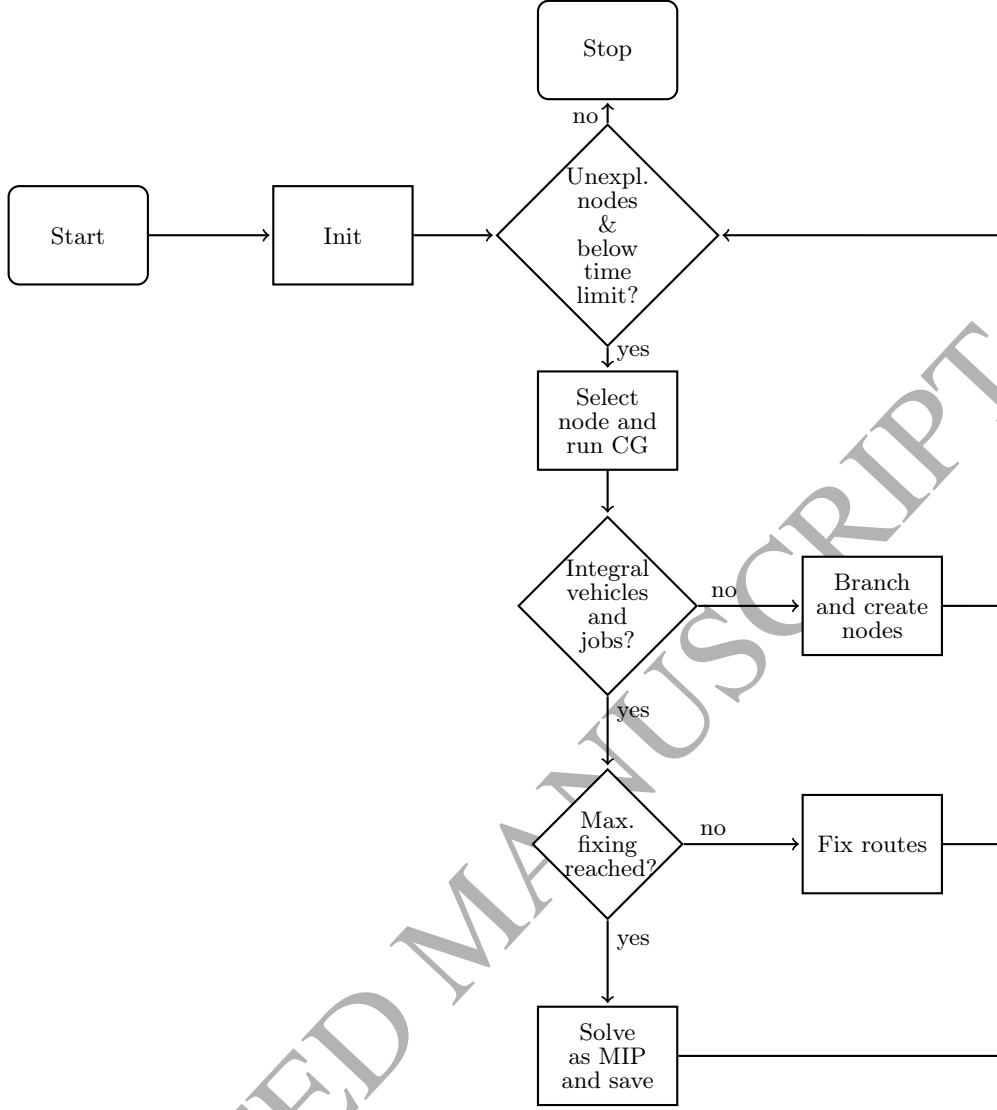 Stop
no
Unexpl.
nodes
&
below
time
limit?
Start
Init
yes
Select
node and
run CG
Integral
vehicles
and
jobs?
no
Branch
and create
nodes
yes
Max.
fixing
reached?
no
Fix routes
yes
Solve
as MIP
and save
MANUSCRIPT